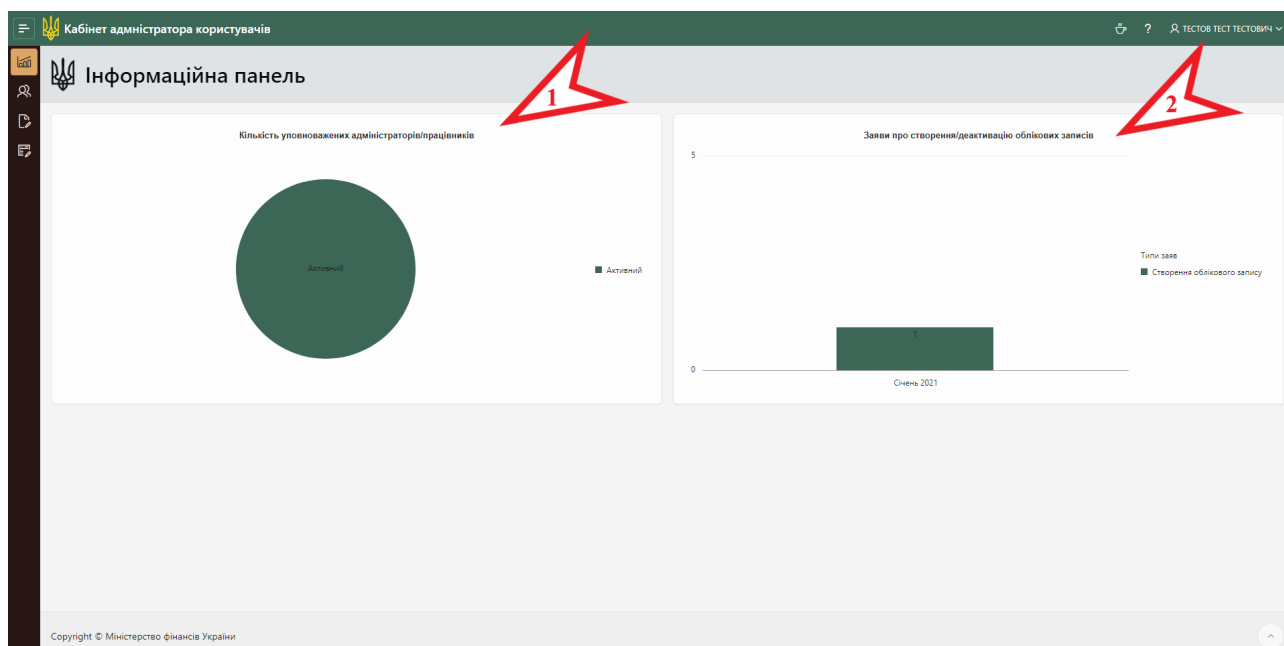 Кабінет адмністратора користувачів
? ТЕСТОВ ТЕСТ ТЕСТОВИЧ
Інформаційна панель
1
2
Кількість уповноважених адміністраторів/працівників
Активний
Активний
Заяви про створення/деактивацію облікових записів
5
1
0
Січень 2021
Типи заяв
Створення облікового запису
Copyright © Міністерство фінансів України